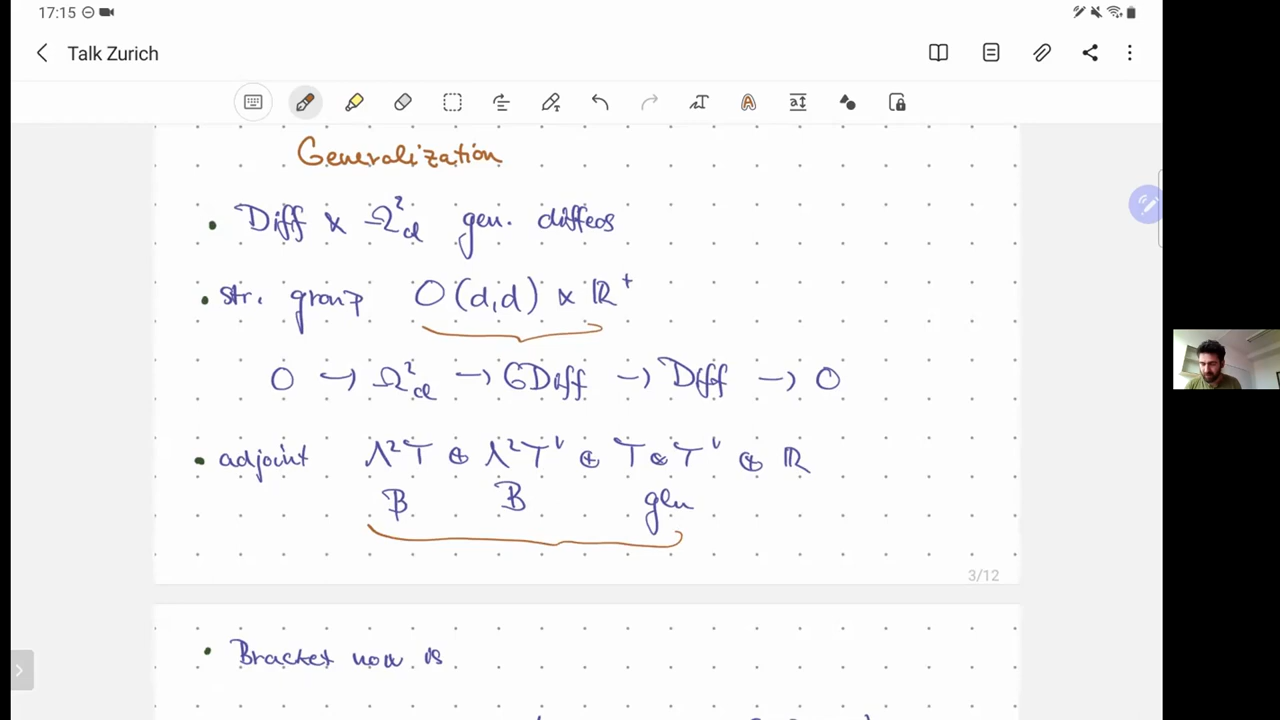 17:15
Talk Zurich
Generalization
• Diff ⋉ Ω²_cl gen. diffeos
• str. group O(d,d) × ℝ⁺
0 → Ω²_cl → GDiff → Diff → 0
• adjoint Λ²T ⊕ Λ²T^∨ ⊕ T⊗T^∨ ⊕ ℝ
β B gln
3/12
• Bracket now is